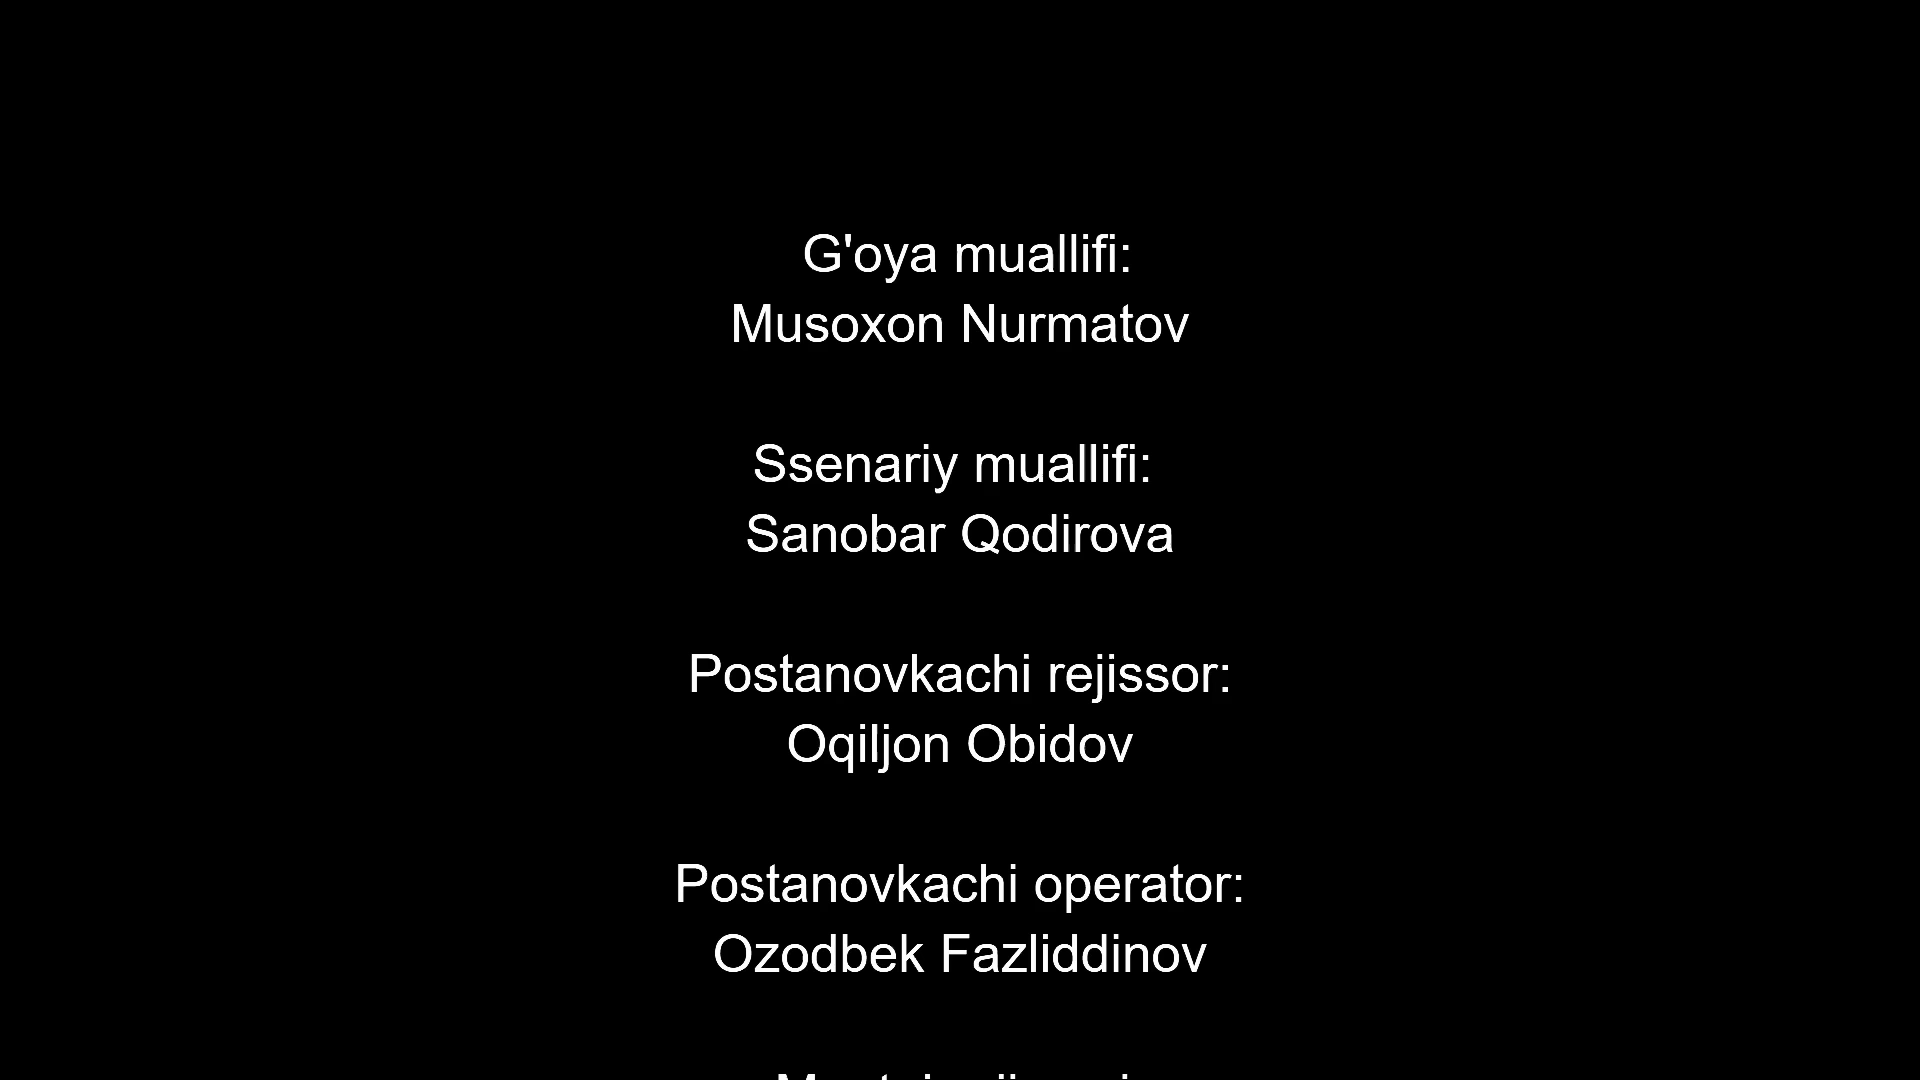 G'oya muallifi:
Musoxon Nurmatov
Ssenariy muallifi:
Sanobar Qodirova
Postanovkachi rejissor:
Oqiljon Obidov
Postanovkachi operator:
Ozodbek Fazliddinov